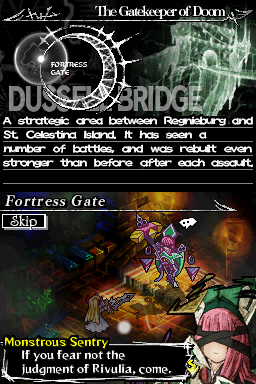 The Gatekeeper of Doom
FORTRESS
GATE
DUSSEL BRIDGE
A strategic area between Regnieburg and
St. Celestina Island. It has seen a
number of battles, and was rebuilt even
stronger than before after each assault.
Fortress Gate
Skip
Monstrous Sentry
If you fear not the
judgment of Rivulia, come.